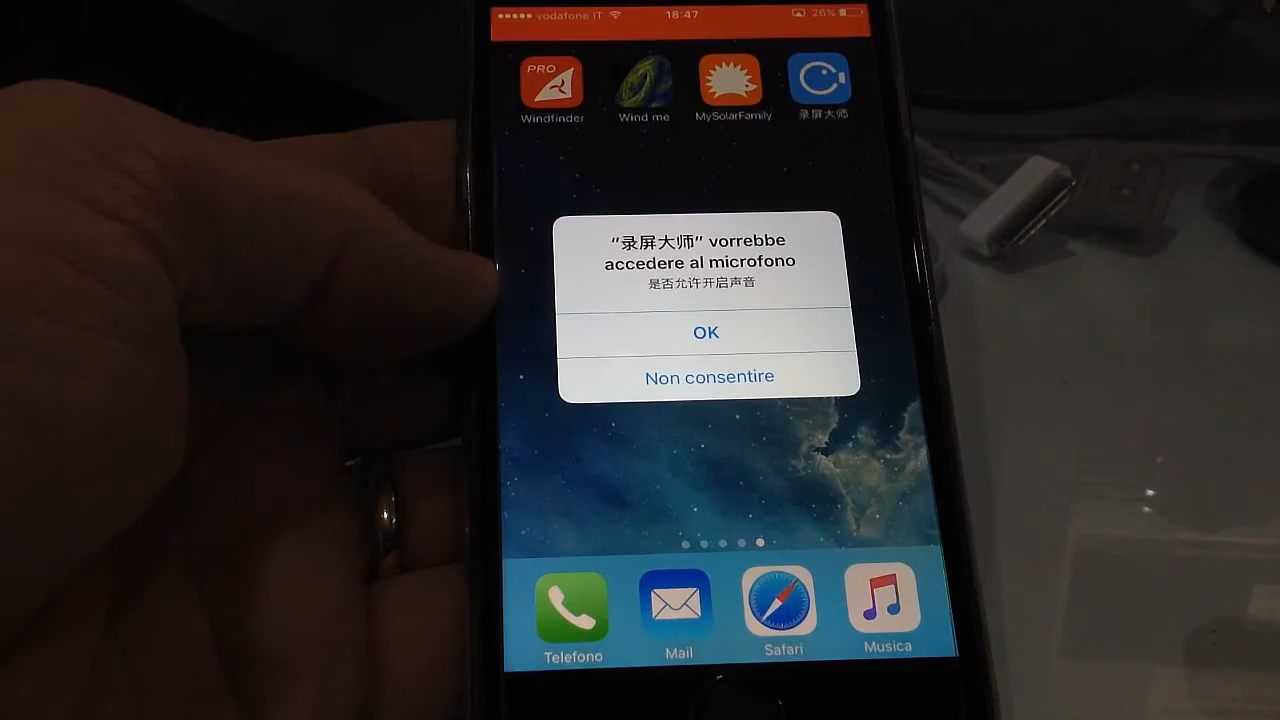 vodafone IT 18:47 26%
PRO
Windfinder Wind me MySolarFamily 录屏大师
“录屏大师” vorrebbe
accedere al microfono
是否允许开启声音
OK
Non consentire
Telefono Mail Safari Musica